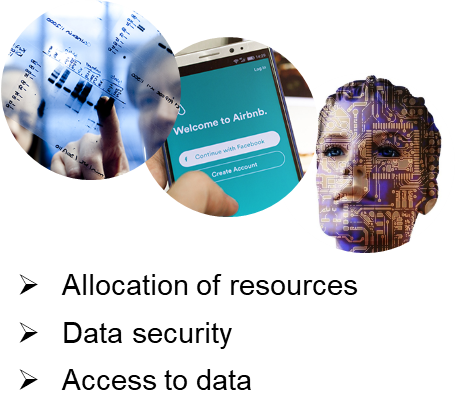 Log in
Welcome to Airbnb.
Continue with Facebook
Create Account
Allocation of resources
Data security
Access to data